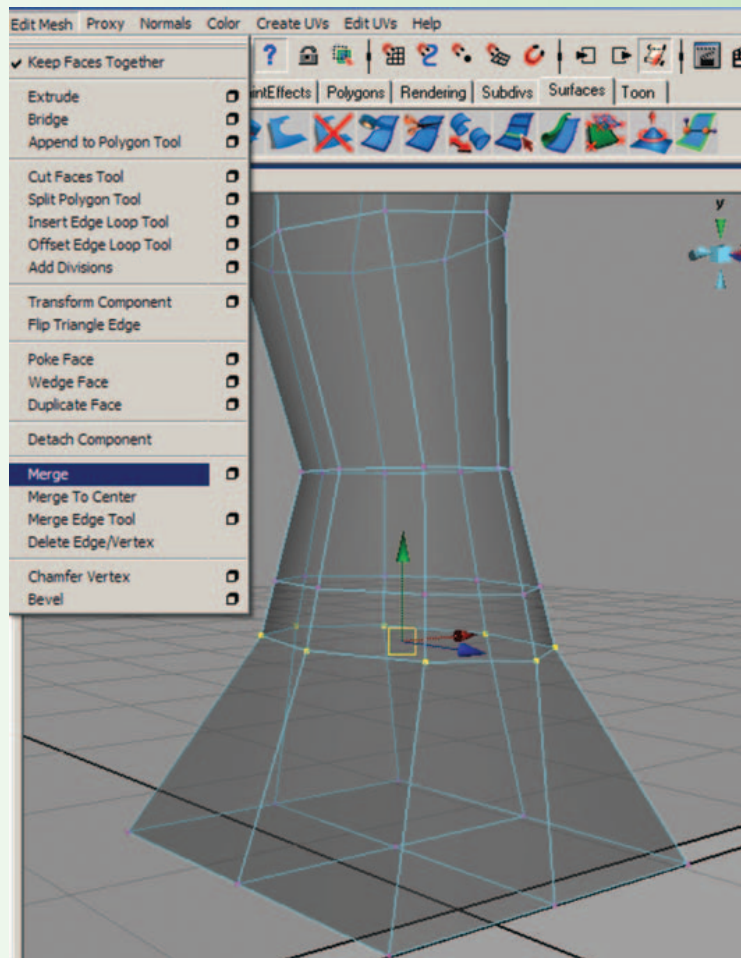 Edit Mesh Proxy Normals Color Create UVs Edit UVs Help
Keep Faces Together
Extrude
Bridge
Append to Polygon Tool
Cut Faces Tool
Split Polygon Tool
Insert Edge Loop Tool
Offset Edge Loop Tool
Add Divisions
Transform Component
Flip Triangle Edge
Poke Face
Wedge Face
Duplicate Face
Detach Component
Merge
Merge To Center
Merge Edge Tool
Delete Edge/Vertex
Chamfer Vertex
Bevel
?
intEffects Polygons Rendering Subdivs Surfaces Toon
y